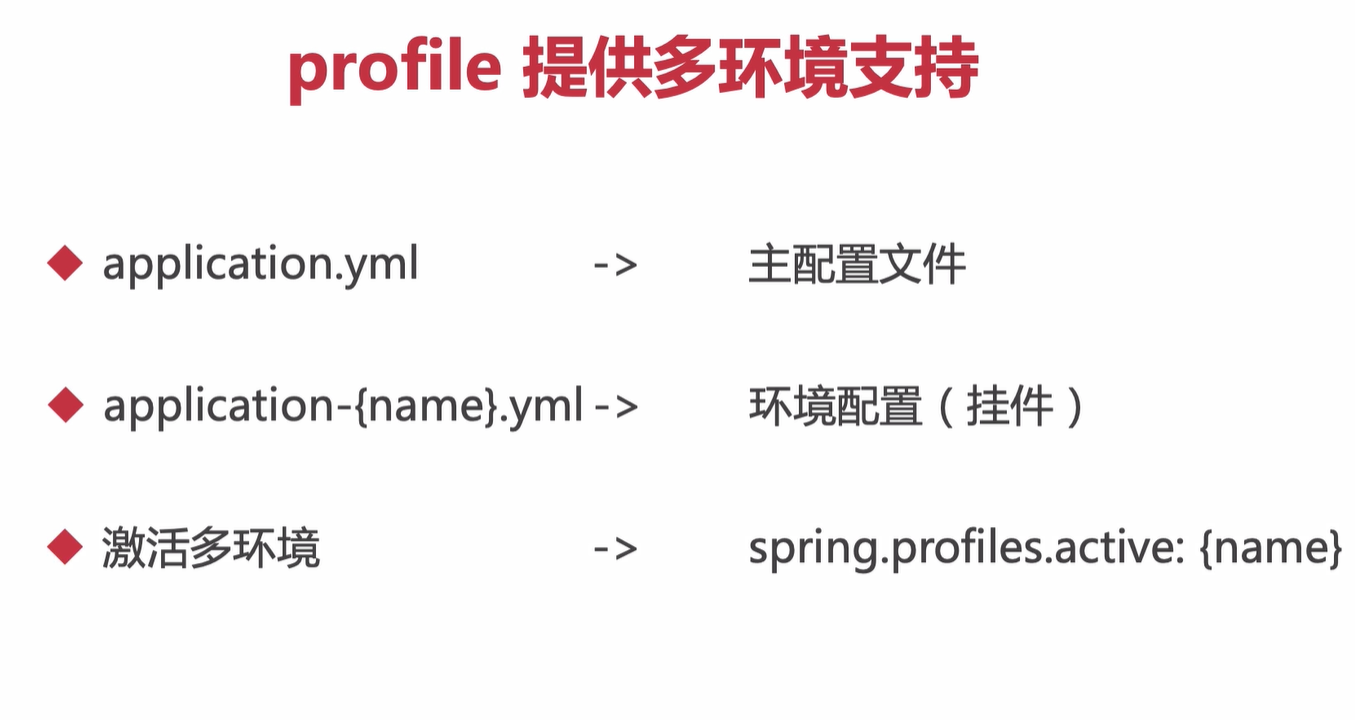 profile 提供多环境支持
application.yml -> 主配置文件
application-{name}.yml -> 环境配置（挂件）
激活多环境 -> spring.profiles.active: {name}